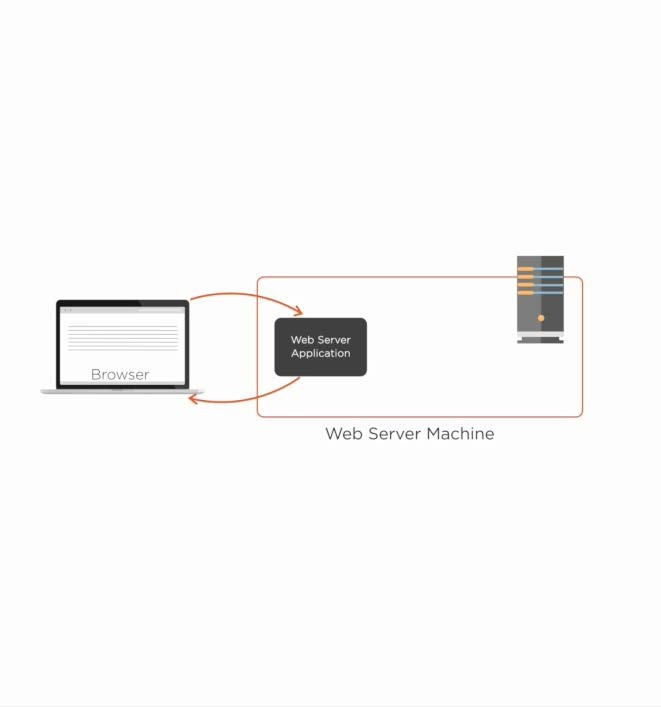 Web Server
Application
Browser
Web Server Machine